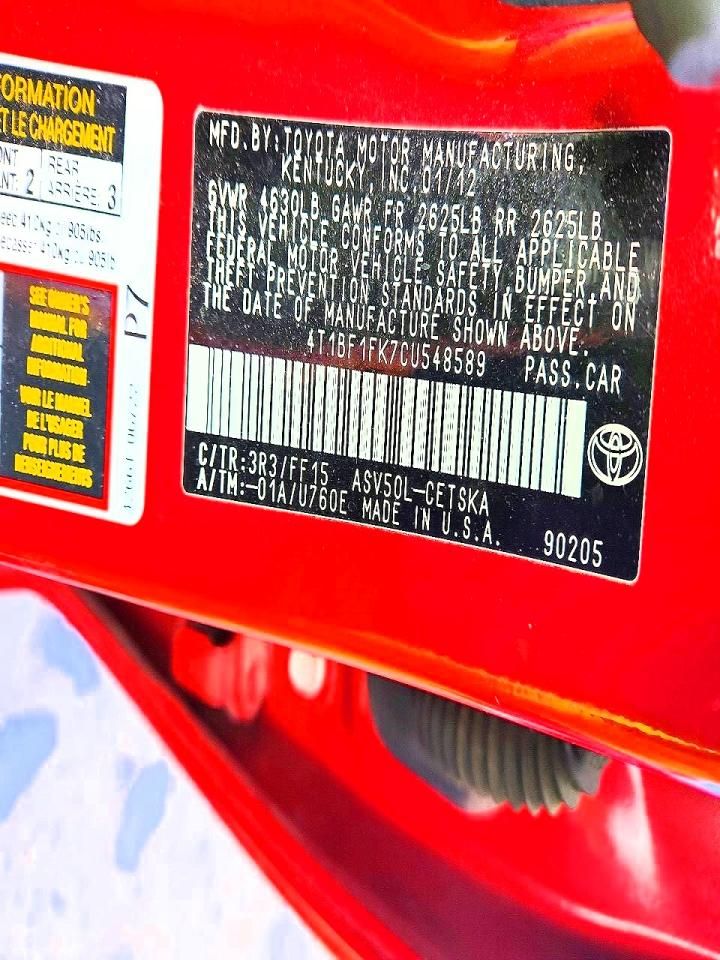 ORMATION
T LE CHARGEMENT
REAR
NT: 2 ARRIÈRE: 3
SEE OWNER'S
MANUAL FOR
ADDITIONAL
INFORMATION.
VOIR LE MANUEL
DE L'USAGER
POUR PLUS DE
RENSEIGNEMENTS
P7
MFD. BY: TOYOTA MOTOR MANUFACTURING,
KENTUCKY, INC. 01/12
GVWR 4630LB GAWR FR 2625LB RR 2625LB
THIS VEHICLE CONFORMS TO ALL APPLICABLE
FEDERAL MOTOR VEHICLE SAFETY, BUMPER AND
THEFT PREVENTION STANDARDS IN EFFECT ON
THE DATE OF MANUFACTURE SHOWN ABOVE.
4T1BF1FK7CU548589 PASS. CAR
C/TR: 3R3/FF15 ASV50L-CETSKA
A/TM: -01A/U760E MADE IN U.S.A. 90205